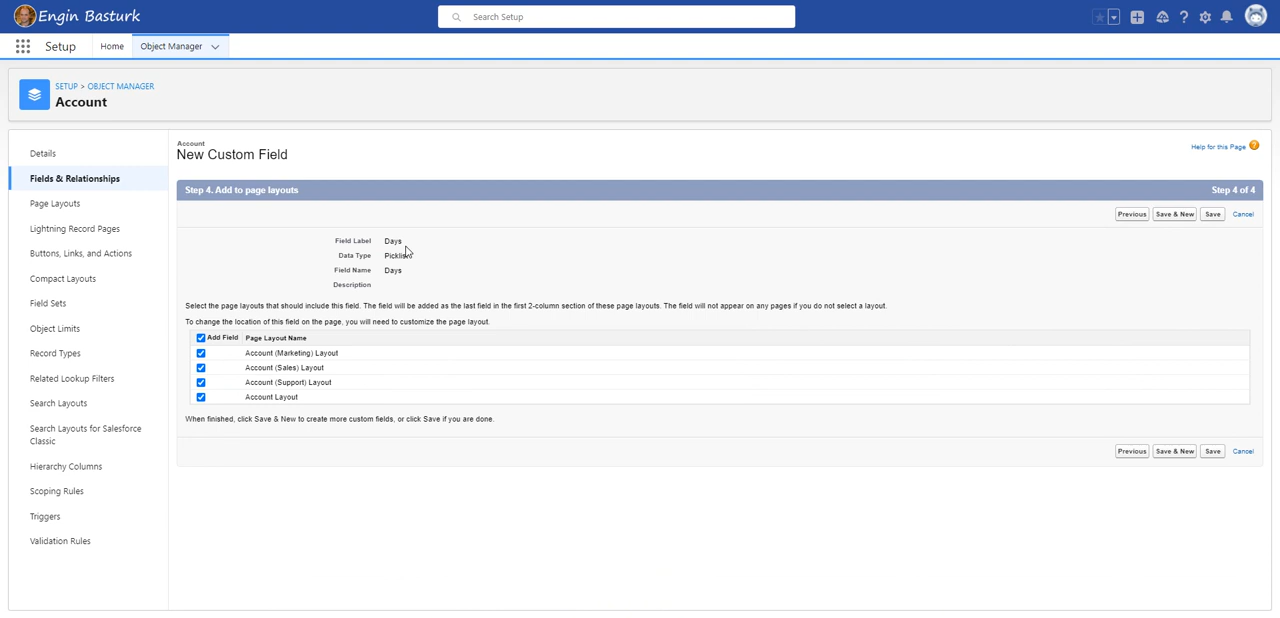 Engin Basturk
Search Setup
Setup
Home
Object Manager
SETUP > OBJECT MANAGER
Account
Details
Fields & Relationships
Page Layouts
Lightning Record Pages
Buttons, Links, and Actions
Compact Layouts
Field Sets
Object Limits
Record Types
Related Lookup Filters
Search Layouts
Search Layouts for Salesforce
Classic
Hierarchy Columns
Scoping Rules
Triggers
Validation Rules
Account
New Custom Field
Help for this Page ?
Step 4. Add to page layouts Step 4 of 4
Previous Save & New Save Cancel
Field Label Days
Data Type Picklist
Field Name Days
Description
Select the page layouts that should include this field. The field will be added as the last field in the first 2-column section of these page layouts. The field will not appear on any pages if you do not select a layout.
To change the location of this field on the page, you will need to customize the page layout.
Add Field Page Layout Name
Account (Marketing) Layout
Account (Sales) Layout
Account (Support) Layout
Account Layout
When finished, click Save & New to create more custom fields, or click Save if you are done.
Previous Save & New Save Cancel